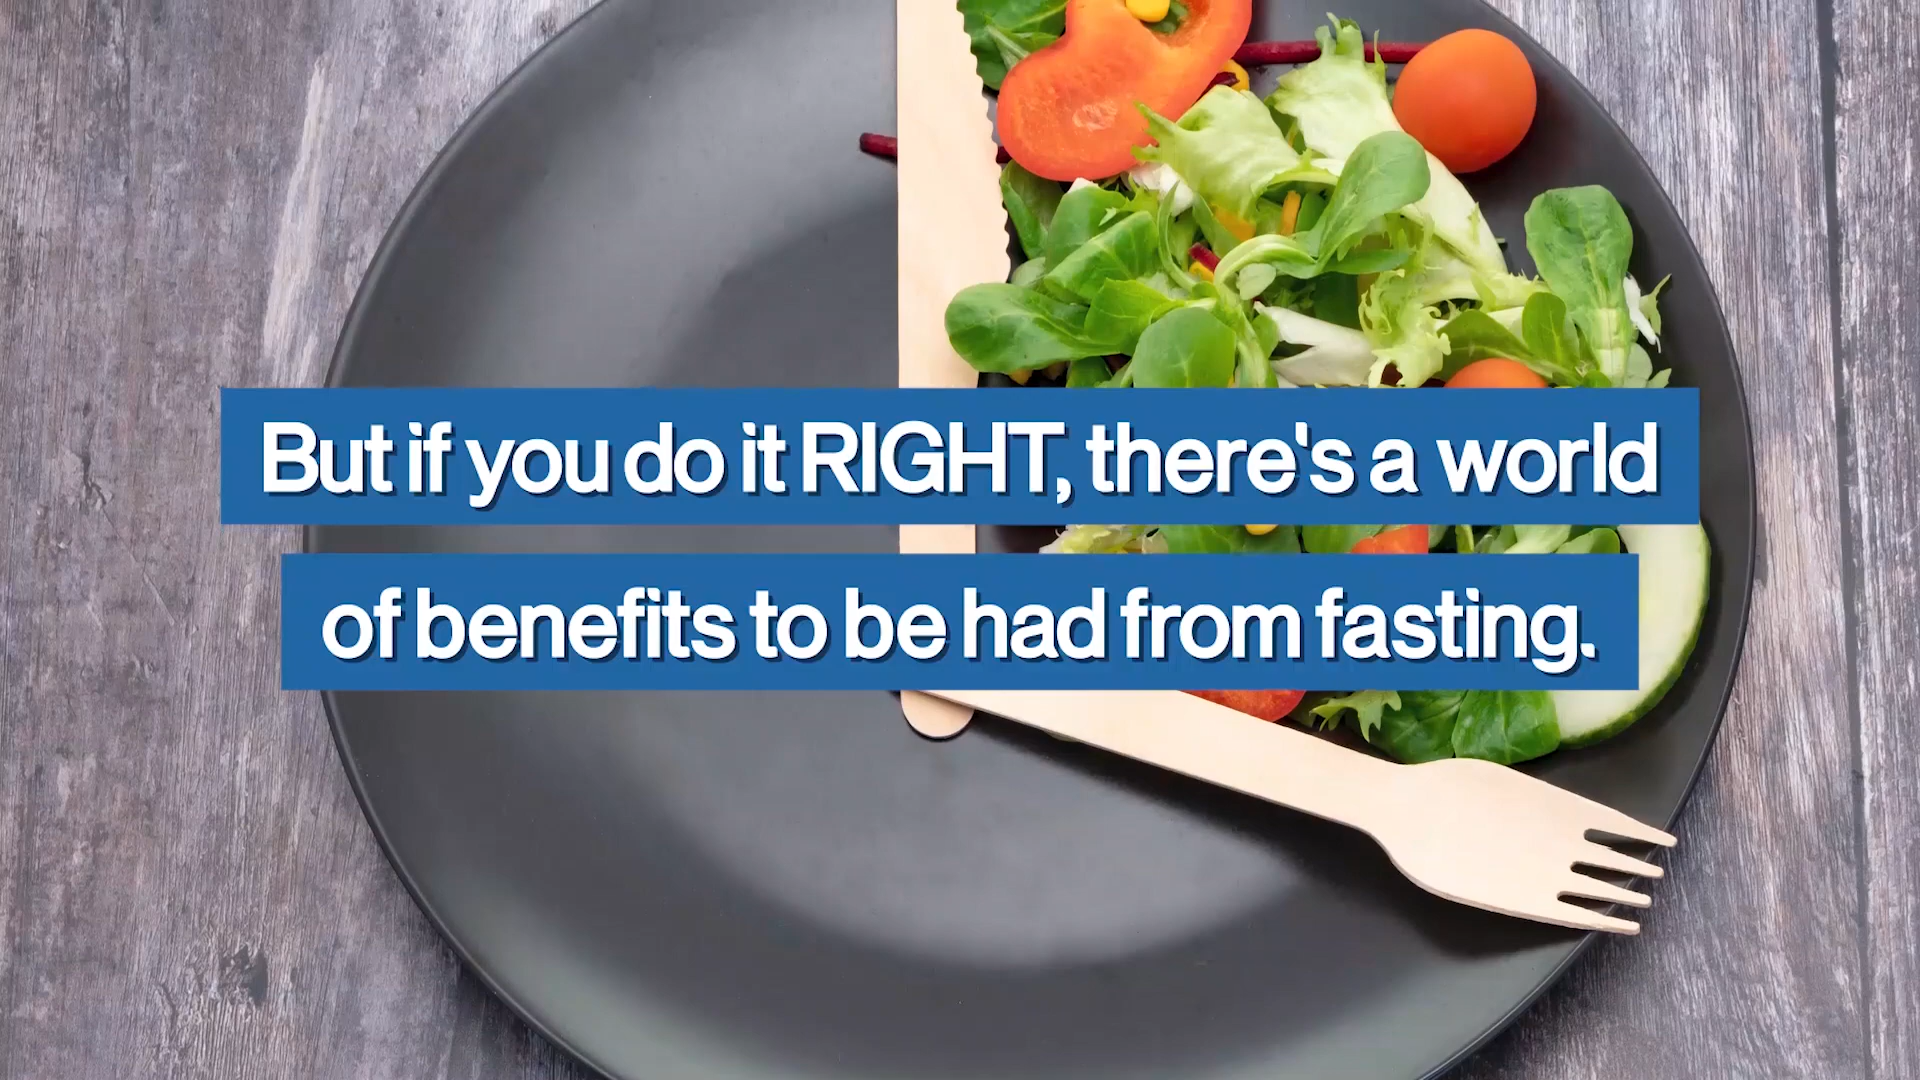 But if you do it RIGHT, there's a world
of benefits to be had from fasting.